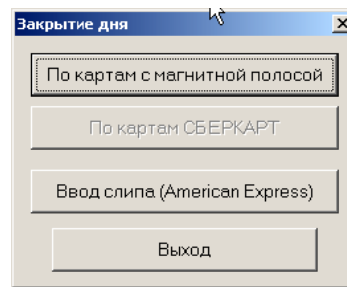 Закрытие дня
По картам с магнитной полосой
По картам СБЕРКАРТ
Ввод слипа (American Express)
Выход